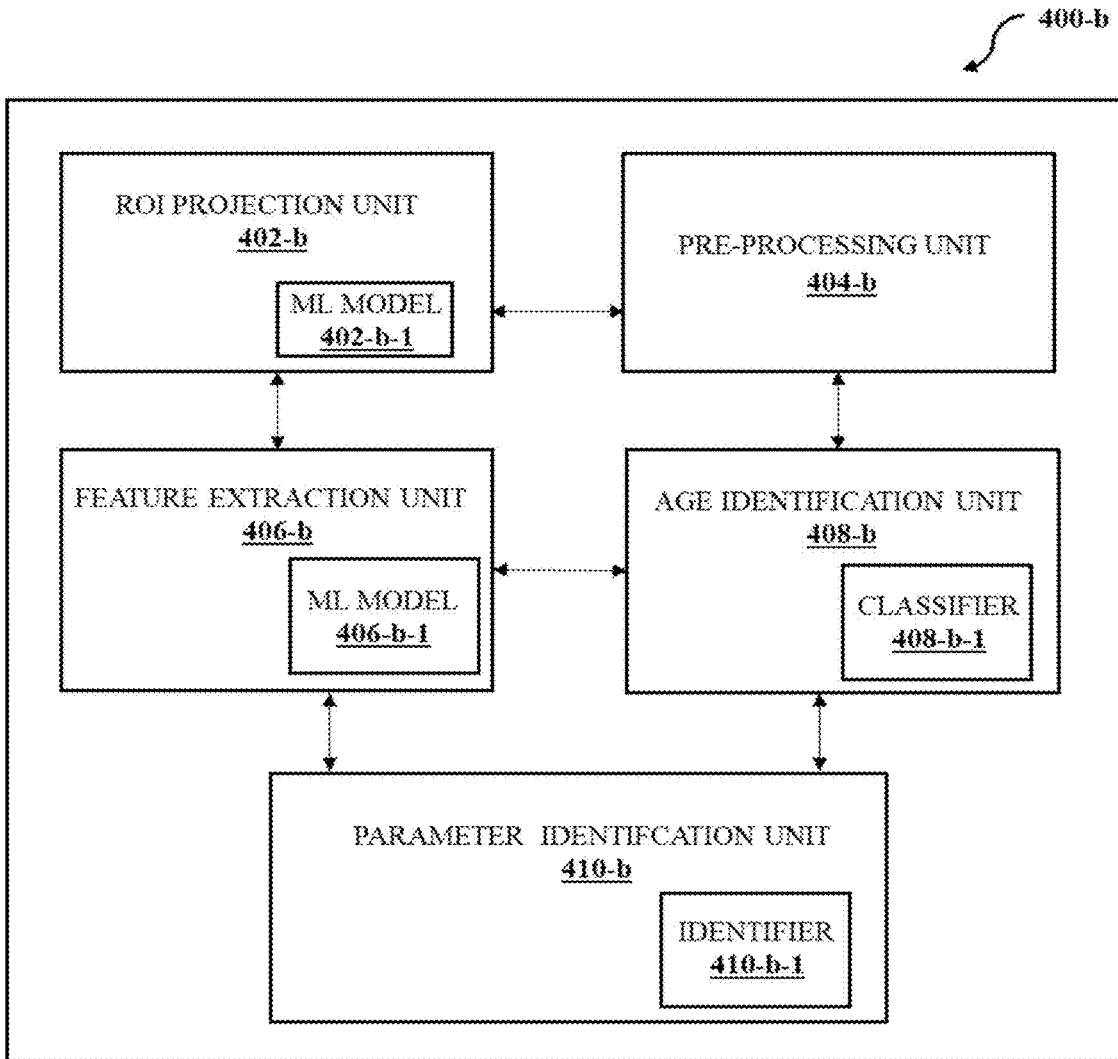 400-b
ROI PROJECTION UNIT
402-b
ML MODEL
402-b-1
PRE-PROCESSING UNIT
404-b
FEATURE EXTRACTION UNIT
406-b
ML MODEL
406-b-1
AGE IDENTIFICATION UNIT
408-b
CLASSIFIER
408-b-1
PARAMETER IDENTIFCATION UNIT
410-b
IDENTIFIER
410-b-1